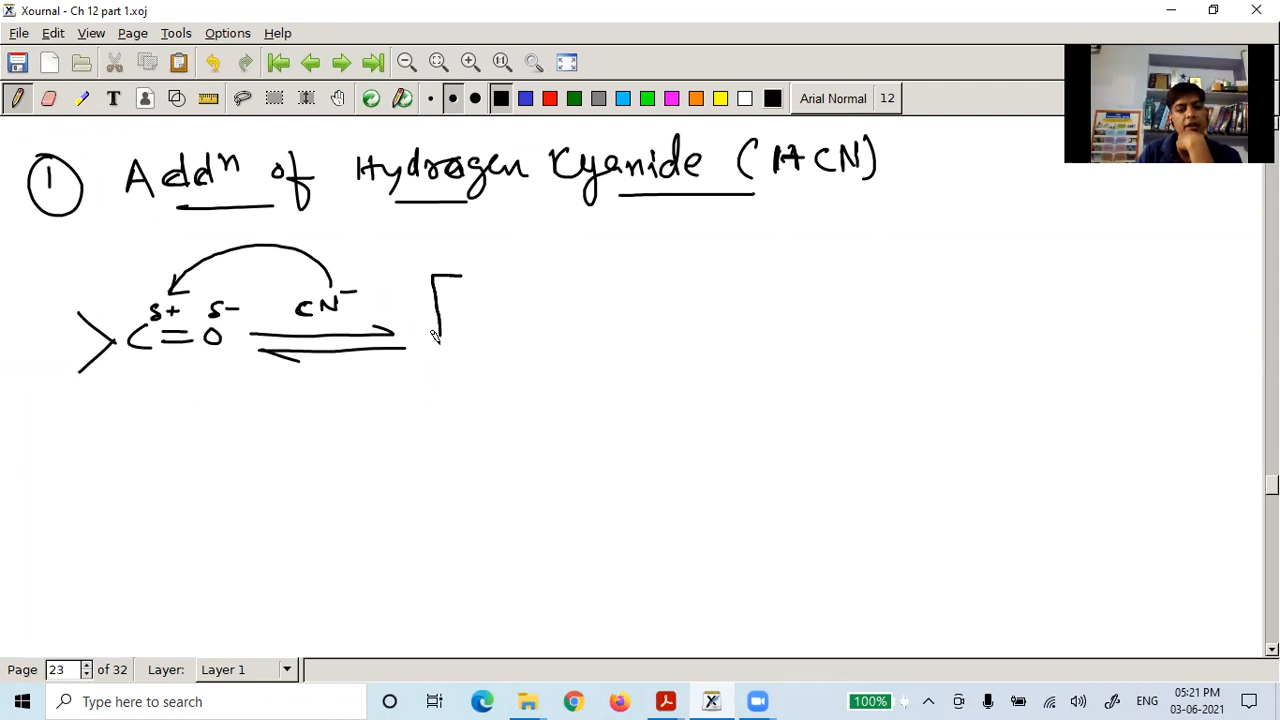 Xournal - Ch 12 part 1.xoj
File Edit View Page Tools Options Help
Arial Normal 12
① Addⁿ of Hydrogen Cyanide (HCN)
δ+ δ- CN⁻
>C=O ⇌ [
Page 23 of 32 Layer: Layer 1
Type here to search
100% ENG 05:21 PM
03-06-2021